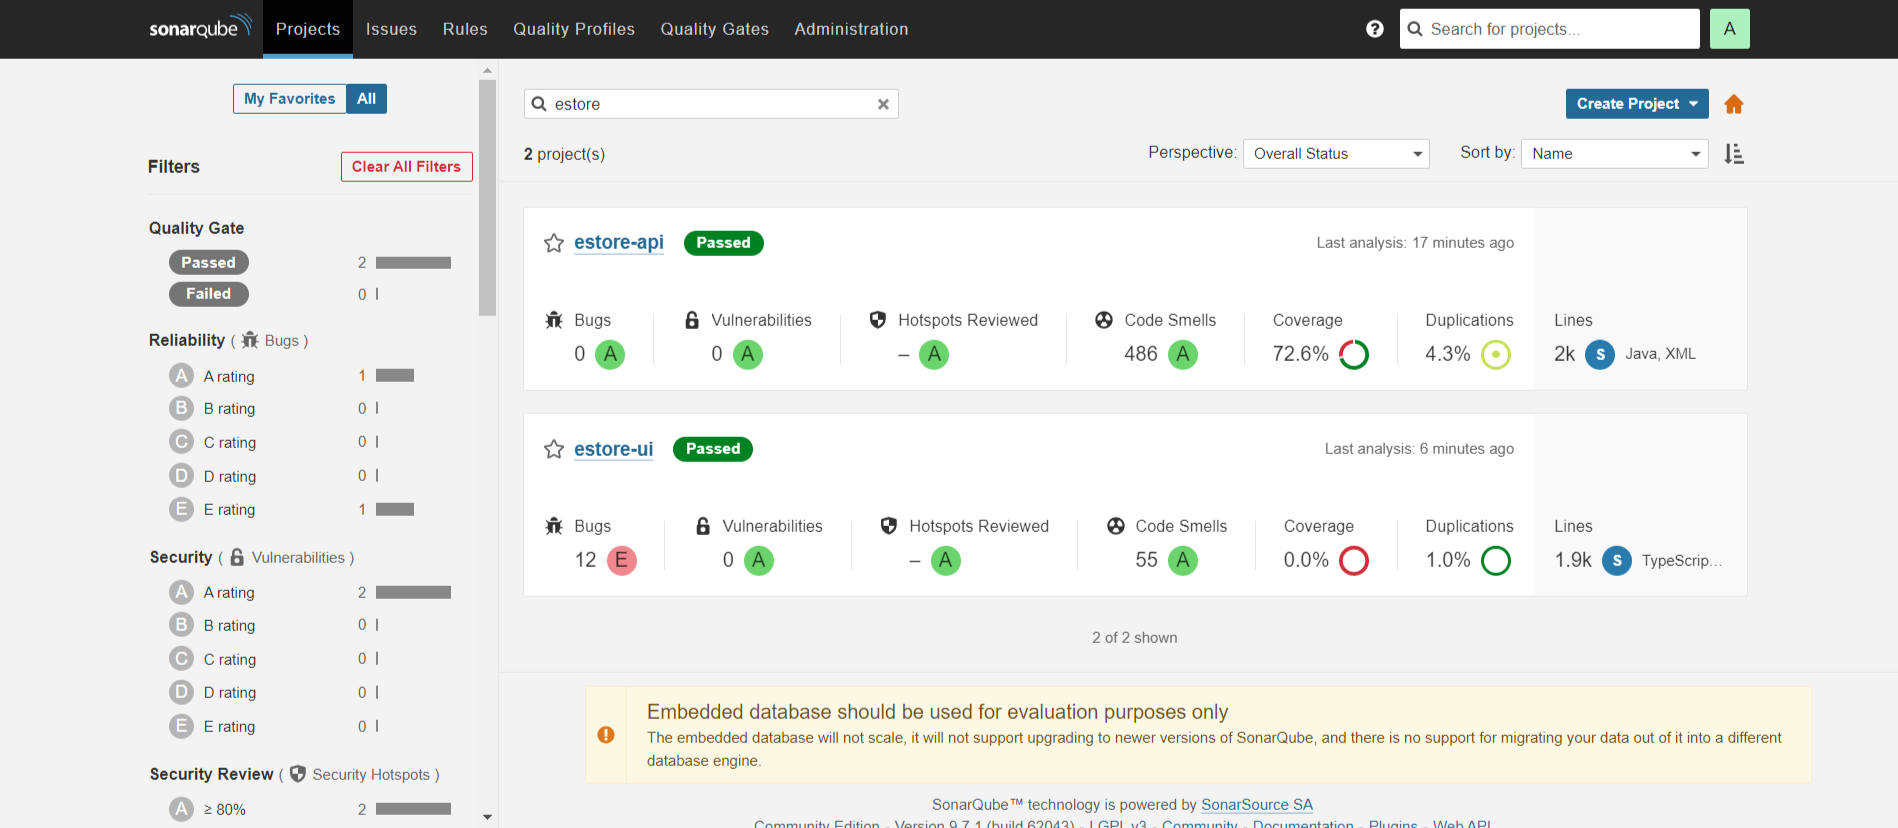 sonarqube Projects Issues Rules Quality Profiles Quality Gates Administration ? Search for projects... A
My Favorites All
Filters Clear All Filters
Quality Gate
Passed 2
Failed 0
Reliability ( Bugs )
A A rating 1
B B rating 0
C C rating 0
D D rating 0
E E rating 1
Security ( Vulnerabilities )
A A rating 2
B B rating 0
C C rating 0
D D rating 0
E E rating 0
Security Review ( Security Hotspots )
A ≥ 80% 2
estore Create Project
2 project(s) Perspective: Overall Status Sort by: Name
estore-api Passed Last analysis: 17 minutes ago
Bugs Vulnerabilities Hotspots Reviewed Code Smells Coverage Duplications Lines
0 A 0 A – A 486 A 72.6% 4.3% 2k S Java, XML
estore-ui Passed Last analysis: 6 minutes ago
Bugs Vulnerabilities Hotspots Reviewed Code Smells Coverage Duplications Lines
12 E 0 A – A 55 A 0.0% 1.0% 1.9k S TypeScrip...
2 of 2 shown
Embedded database should be used for evaluation purposes only
The embedded database will not scale, it will not support upgrading to newer versions of SonarQube, and there is no support for migrating your data out of it into a different
database engine.
SonarQube™ technology is powered by SonarSource SA
Community Edition - Version 9.7.1 (build 62043) - LGPL v3 - Community - Documentation - Plugins - Web API